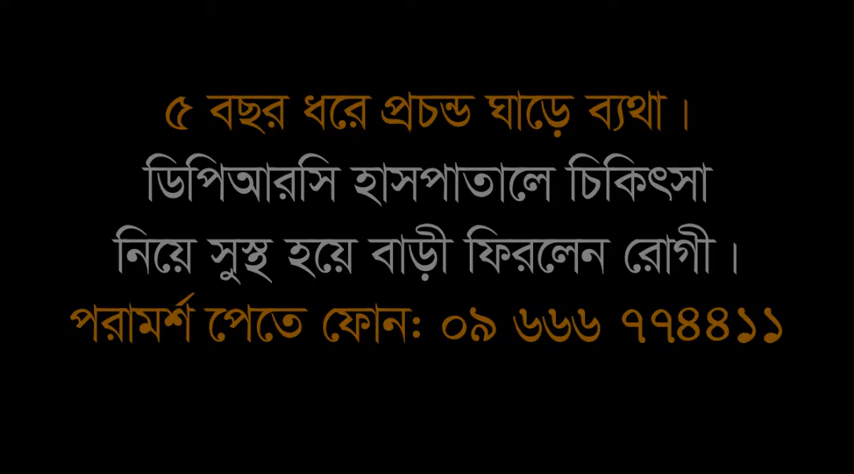 ৫ বছর ধরে প্রচন্ড ঘাড়ে ব্যথা।
ডিপিআরসি হাসপাতালে চিকিৎসা
নিয়ে সুস্থ হয়ে বাড়ী ফিরলেন রোগী।
পরামর্শ পেতে ফোন: ০৯ ৬৬৬ ৭৭৪৪১১